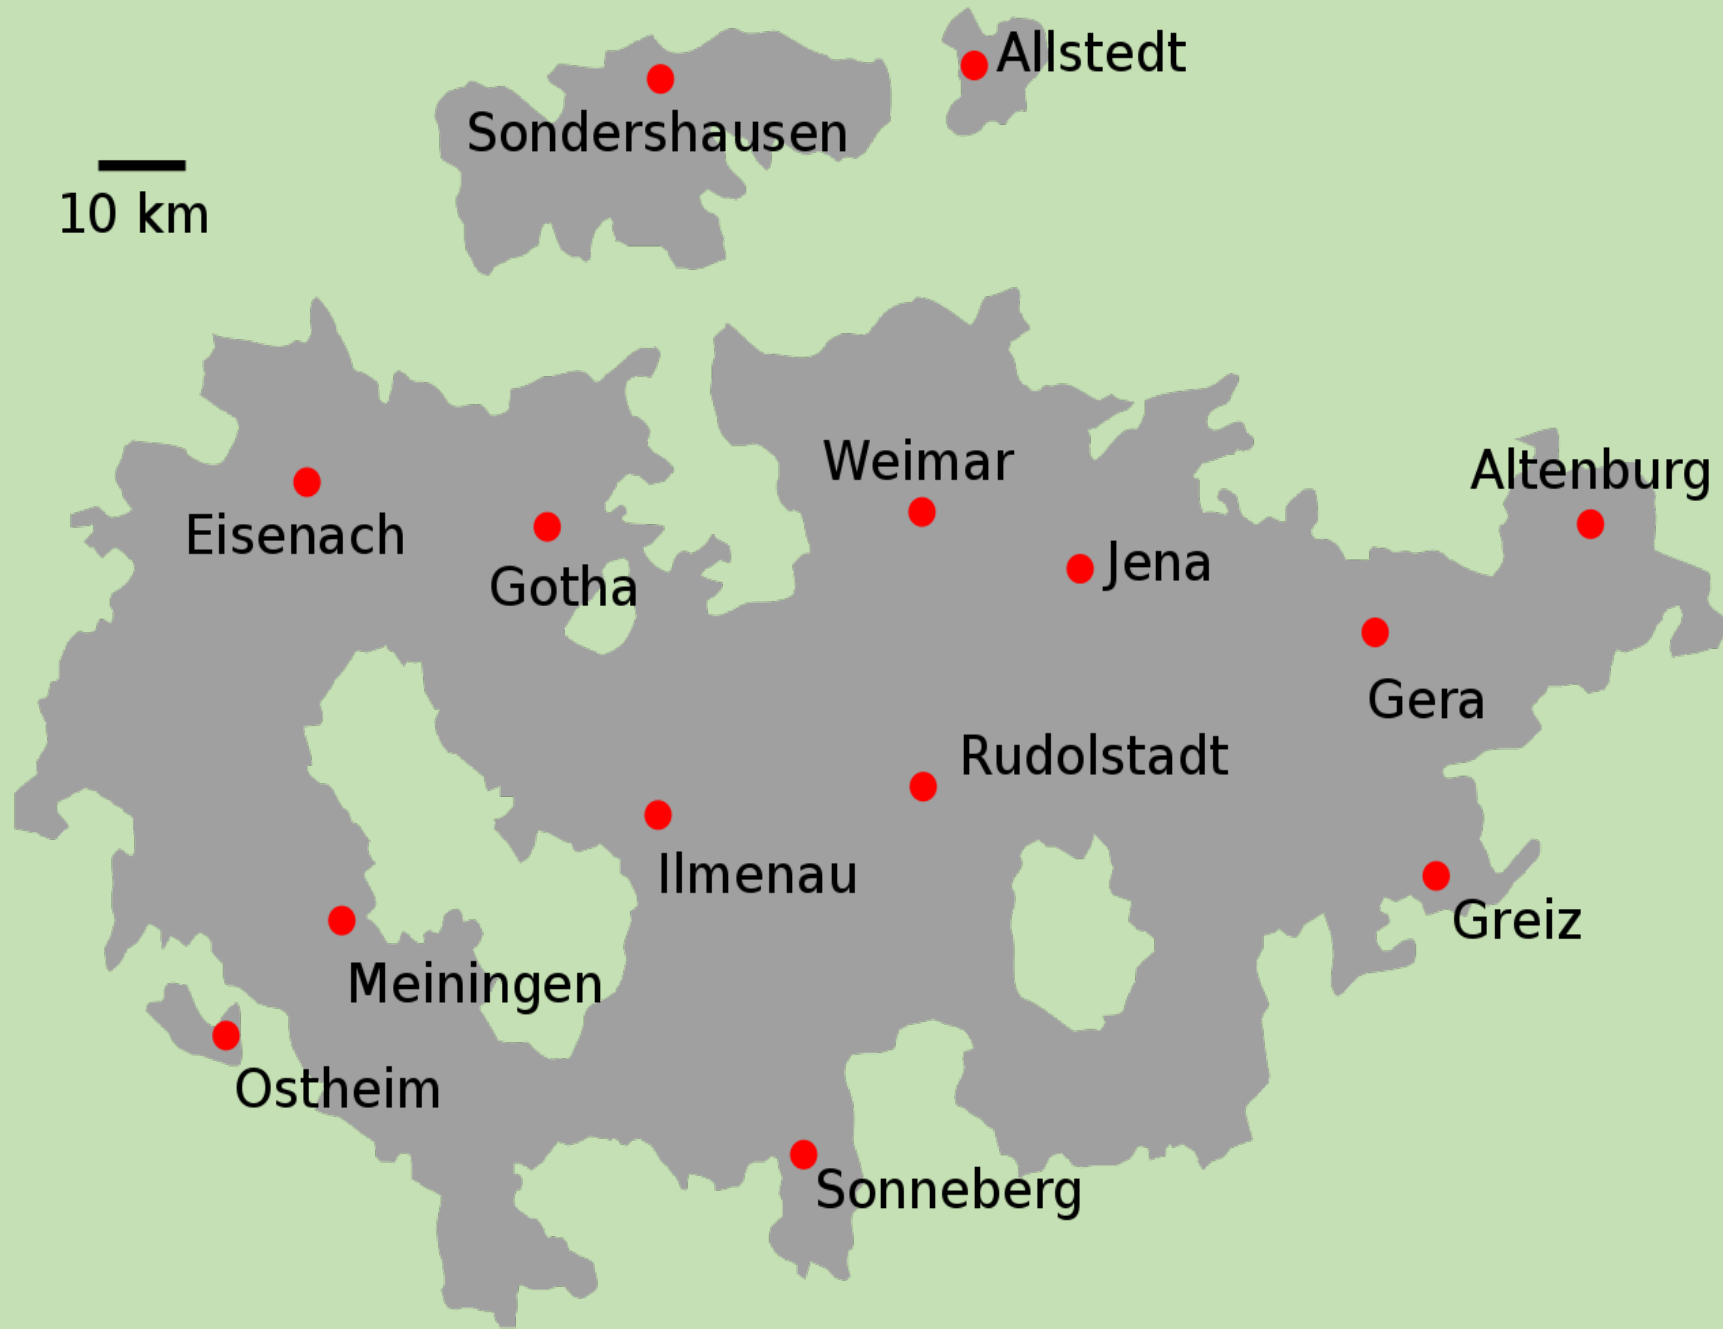 Allstedt
Sondershausen
10 km
Weimar
Altenburg
Eisenach
Jena
Gotha
Gera
Rudolstadt
Ilmenau
Greiz
Meiningen
Ostheim
Sonneberg